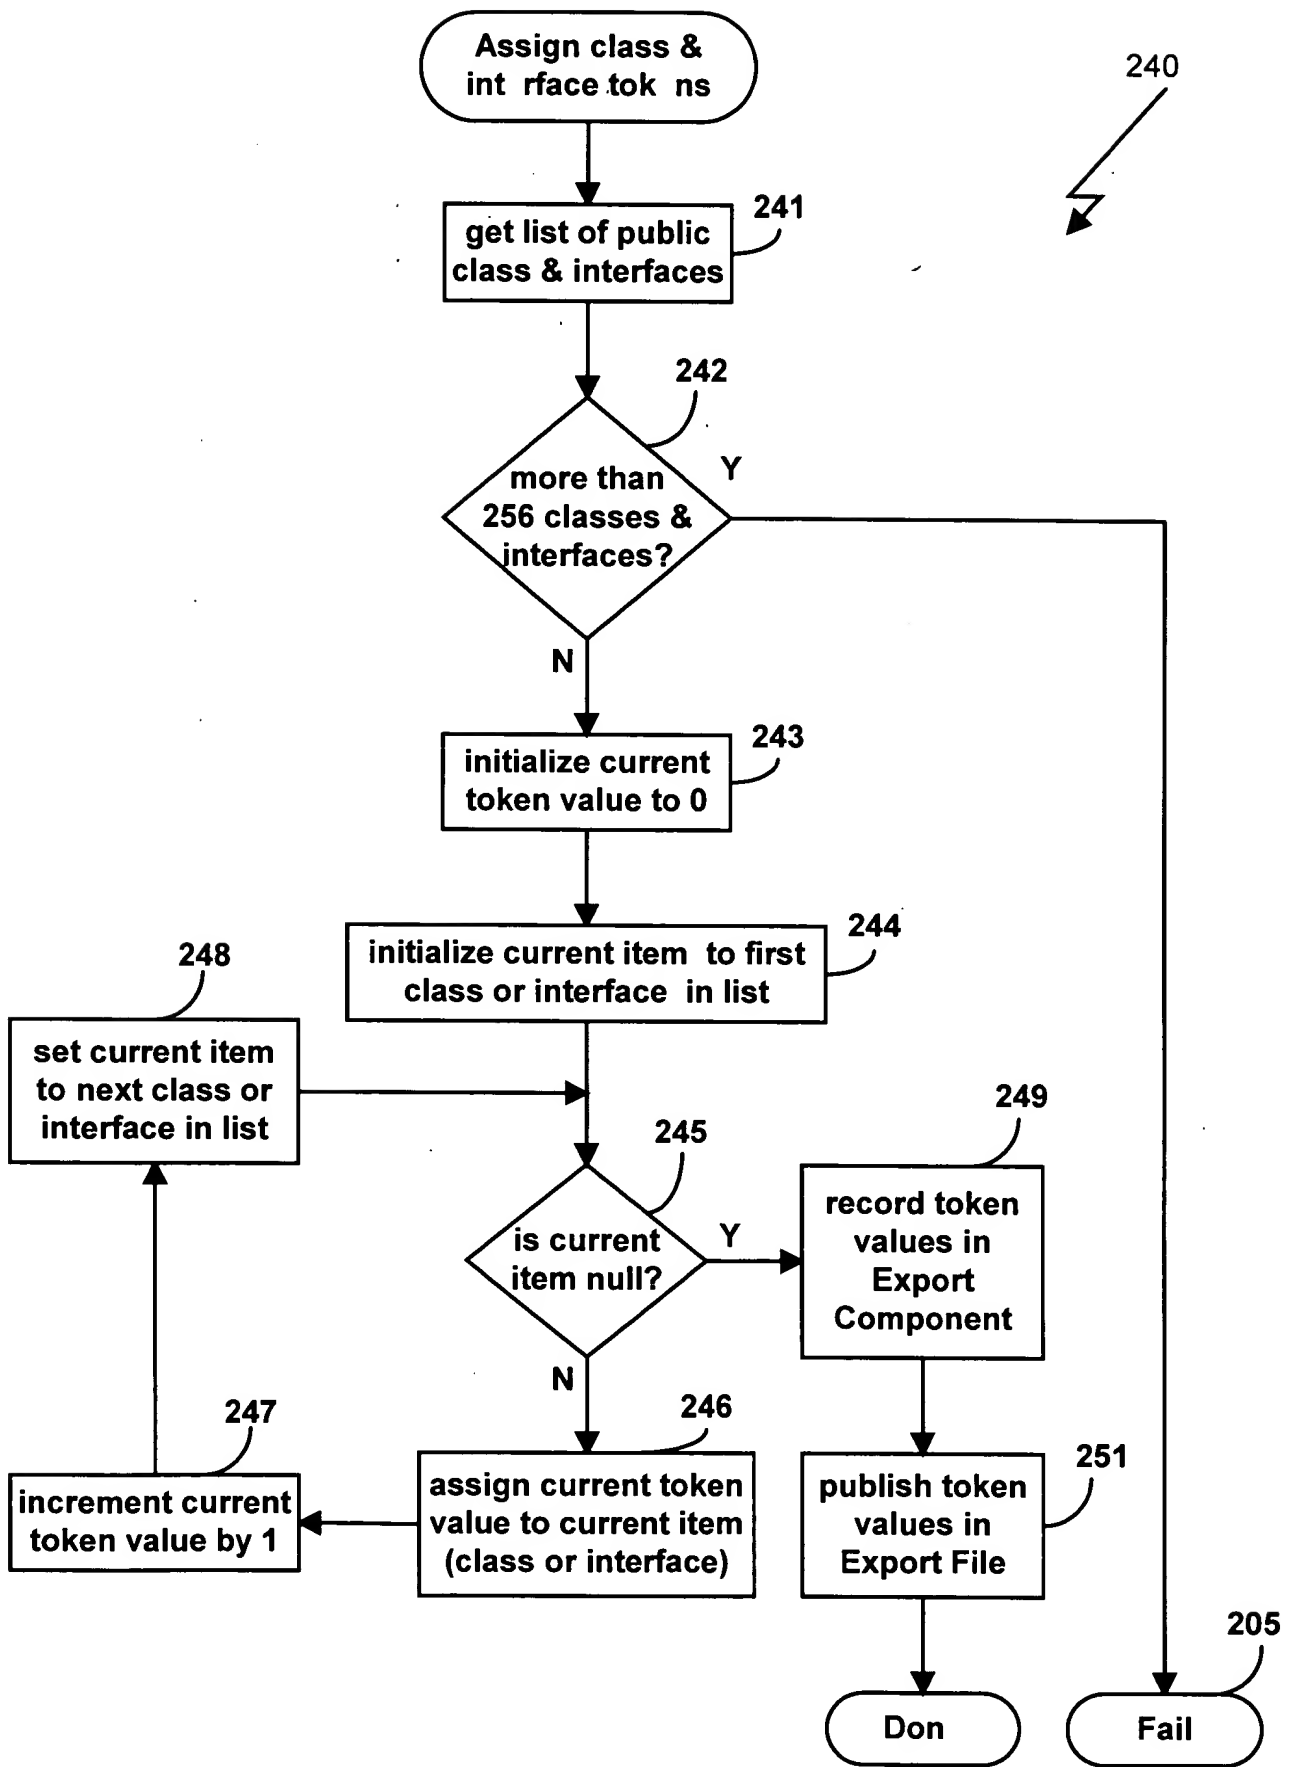 Assign class &
int rface tok ns
240
241
get list of public
class & interfaces
242
more than
256 classes &
interfaces?
Y
N
243
initialize current
token value to 0
244
initialize current item to first
class or interface in list
248
set current item
to next class or
interface in list
245
is current
item null?
Y
N
249
record token
values in
Export
Component
247
increment current
token value by 1
246
assign current token
value to current item
(class or interface)
251
publish token
values in
Export File
205
Don
Fail